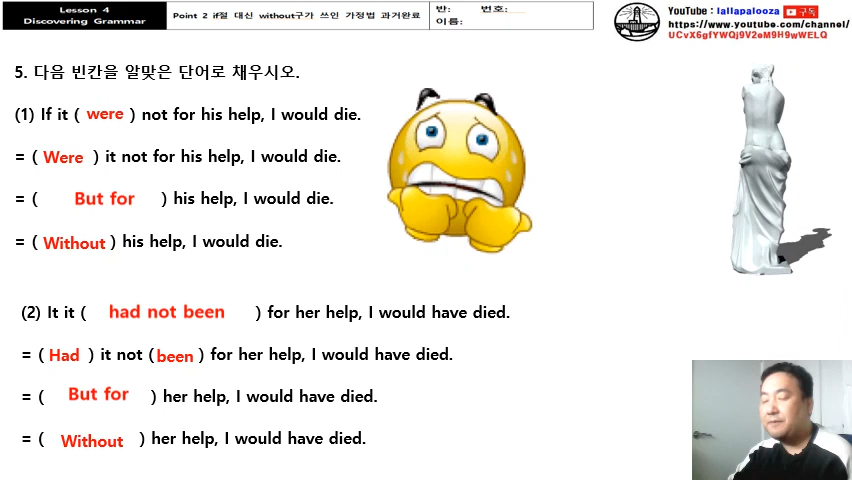 Lesson 4
Discovering Grammar
Point 2 if절 대신 without구가 쓰인 가정법 과거완료
반: 번호:
이름:
YouTube : lallapalooza 구독
https://www.youtube.com/channel/
UCvX6gfYWQj9V2eM9H9wWELQ
5. 다음 빈칸을 알맞은 단어로 채우시오.
(1) If it ( were ) not for his help, I would die.
= ( Were ) it not for his help, I would die.
= ( But for ) his help, I would die.
= ( Without ) his help, I would die.
(2) It it ( had not been ) for her help, I would have died.
= ( Had ) it not ( been ) for her help, I would have died.
= ( But for ) her help, I would have died.
= ( Without ) her help, I would have died.